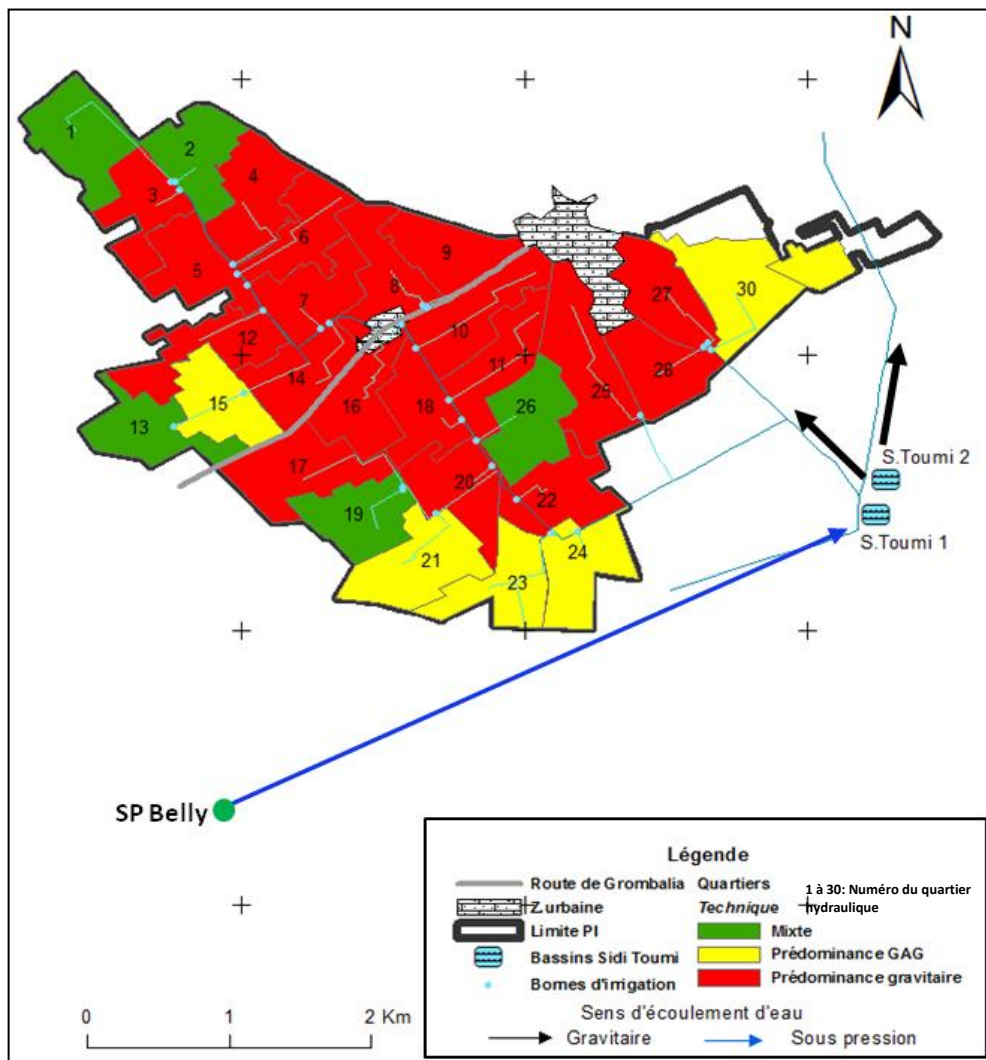 N
1
2
3
4
5
6
7
8
9
10
11
12
13
14
15
16
17
18
19
20
21
22
23
24
25
26
27
28
30
S.Toumi 2
S.Toumi 1
SP Belly
Légende
Route de Grombalia
Z.urbaine
Limite PI
Bassins Sidi Toumi
Bornes d'irrigation
Quartiers
Technique
1 à 30: Numéro du quartier
hydraulique
Mixte
Prédominance GAG
Prédominance gravitaire
Sens d'écoulement d'eau
Gravitaire
Sous pression
0 1 2 Km